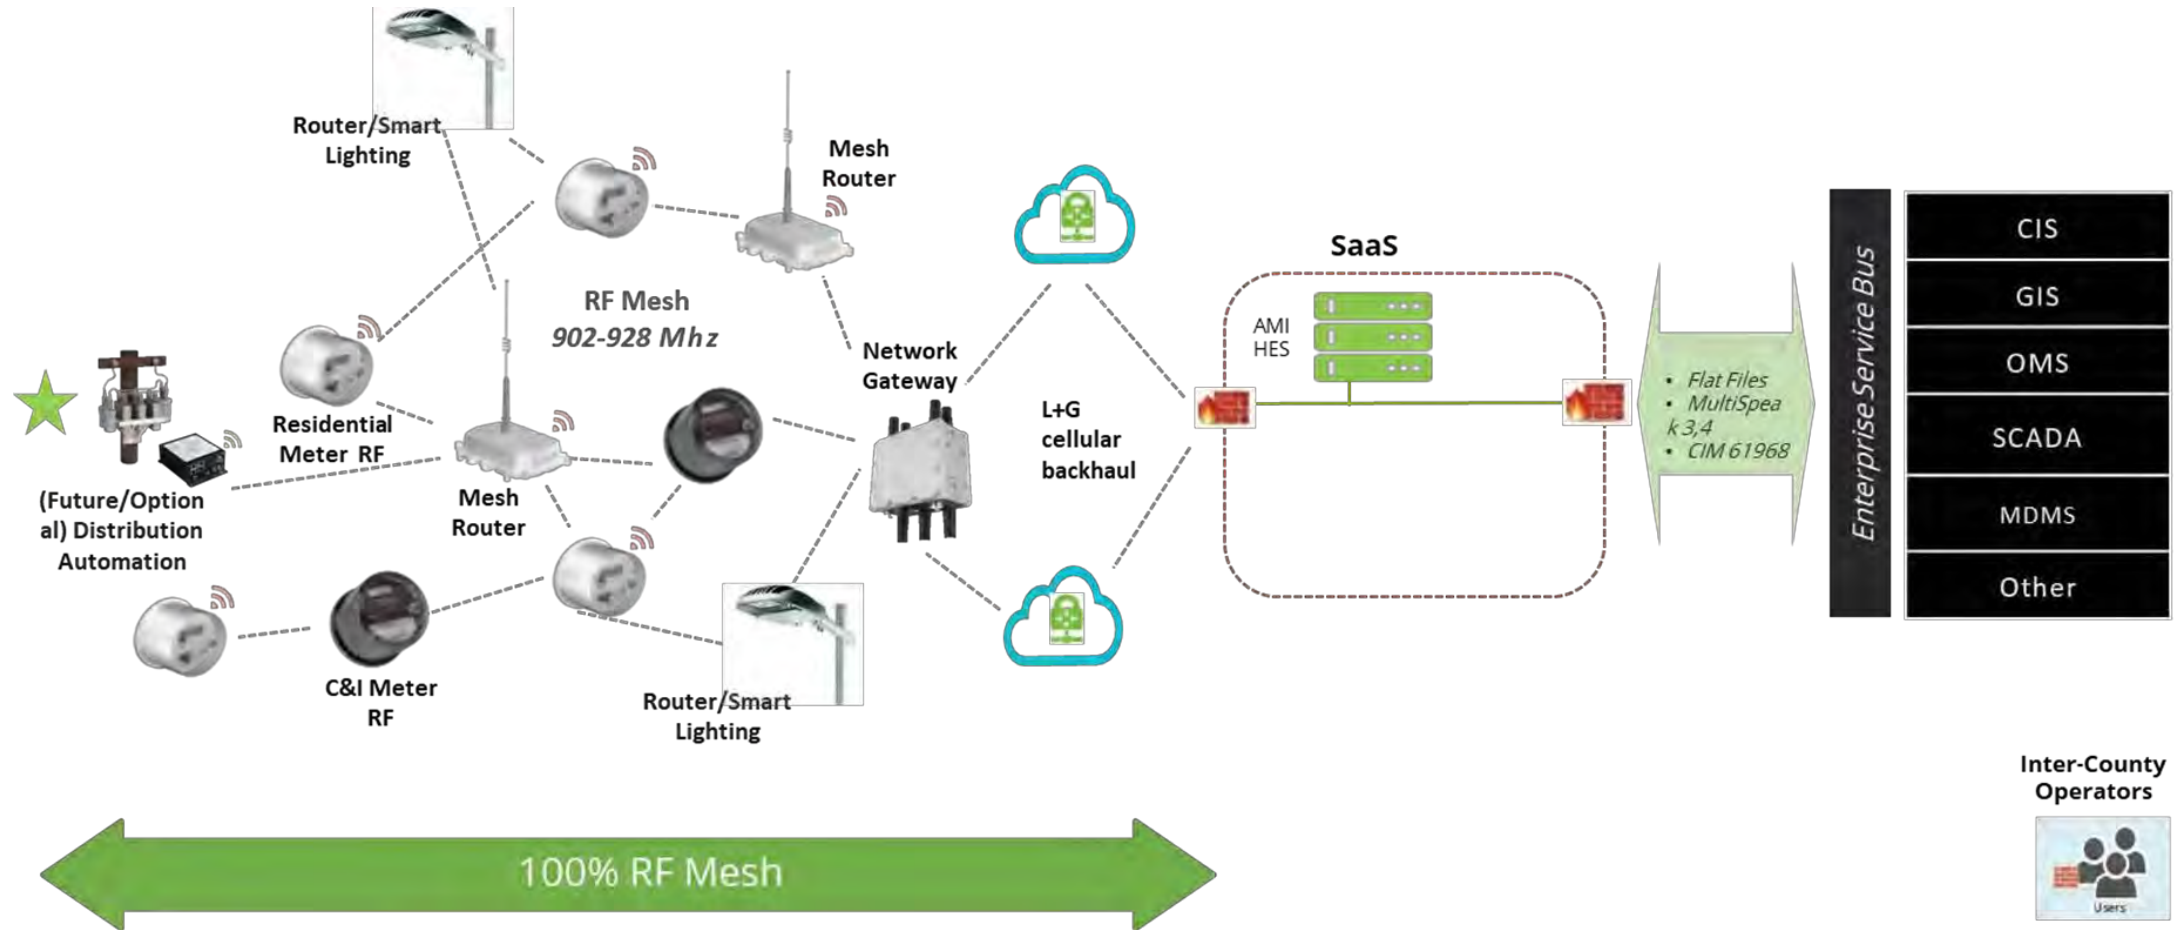 Router/Smart
Lighting
Mesh
Router
RF Mesh
902-928 Mhz
Residential
Meter RF
(Future/Option
al) Distribution
Automation
Mesh
Router
C&I Meter
RF
Router/Smart
Lighting
Network
Gateway
L+G
cellular
backhaul
SaaS
AMI
HES
• Flat Files
• MultiSpea
k 3,4
• CIM 61968
Enterprise Service Bus
CIS
GIS
OMS
SCADA
MDMS
Other
Inter-County
Operators
Users
100% RF Mesh